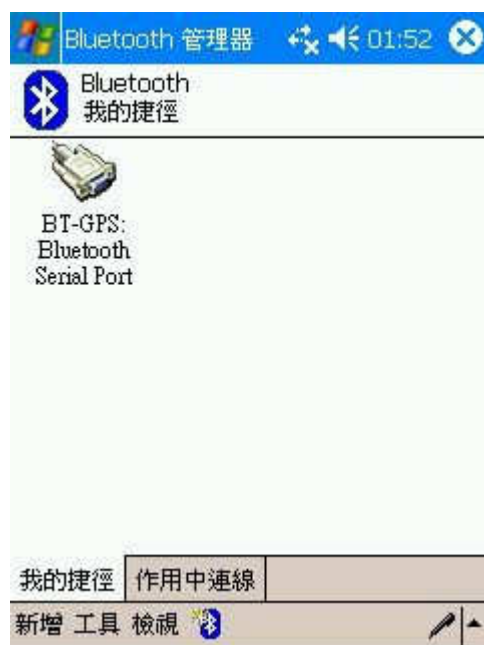 Bluetooth 管理器 01:52
Bluetooth
我的捷徑
BT-GPS:
Bluetooth
Serial Port
我的捷徑 作用中連線
新增 工具 檢視